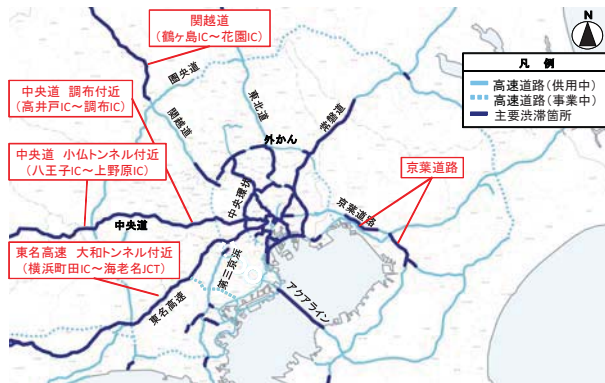 関越道
(鶴ヶ島IC~花園IC)
N
凡 例
高速道路(供用中)
高速道路(事業中)
主要渋滞箇所
圏央道
中央道 調布付近
(高井戸IC~調布IC)
関越道
東北道
常磐道
外かん
中央道 小仏トンネル付近
(八王子IC~上野原IC)
京葉道路
中央環状
京葉道路
中央道
東名高速 大和トンネル付近
(横浜町田IC~海老名JCT)
第三京浜
東名高速
アクアライン